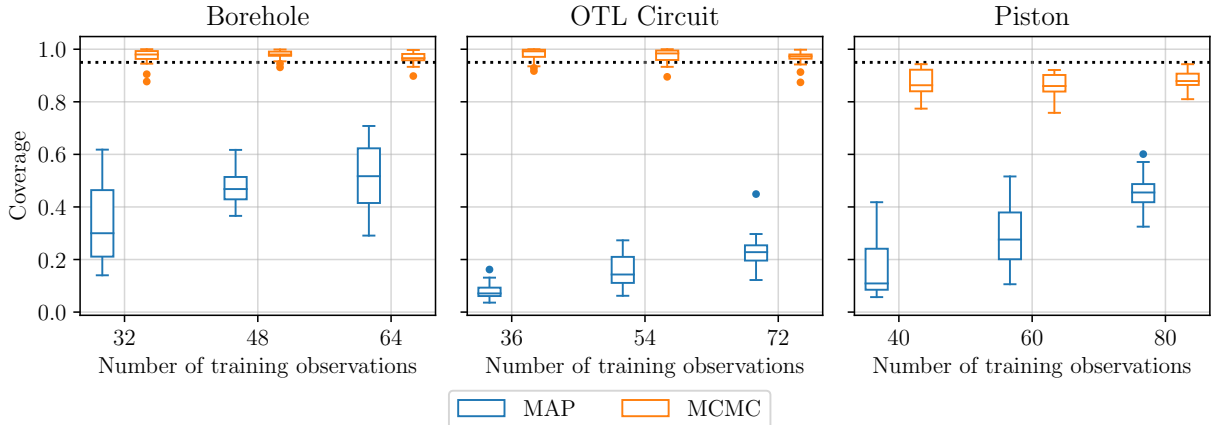 Borehole
OTL Circuit
Piston
Coverage
1.0
0.8
0.6
0.4
0.2
0.0
32 48 64
36 54 72
40 60 80
Number of training observations
Number of training observations
Number of training observations
MAP MCMC